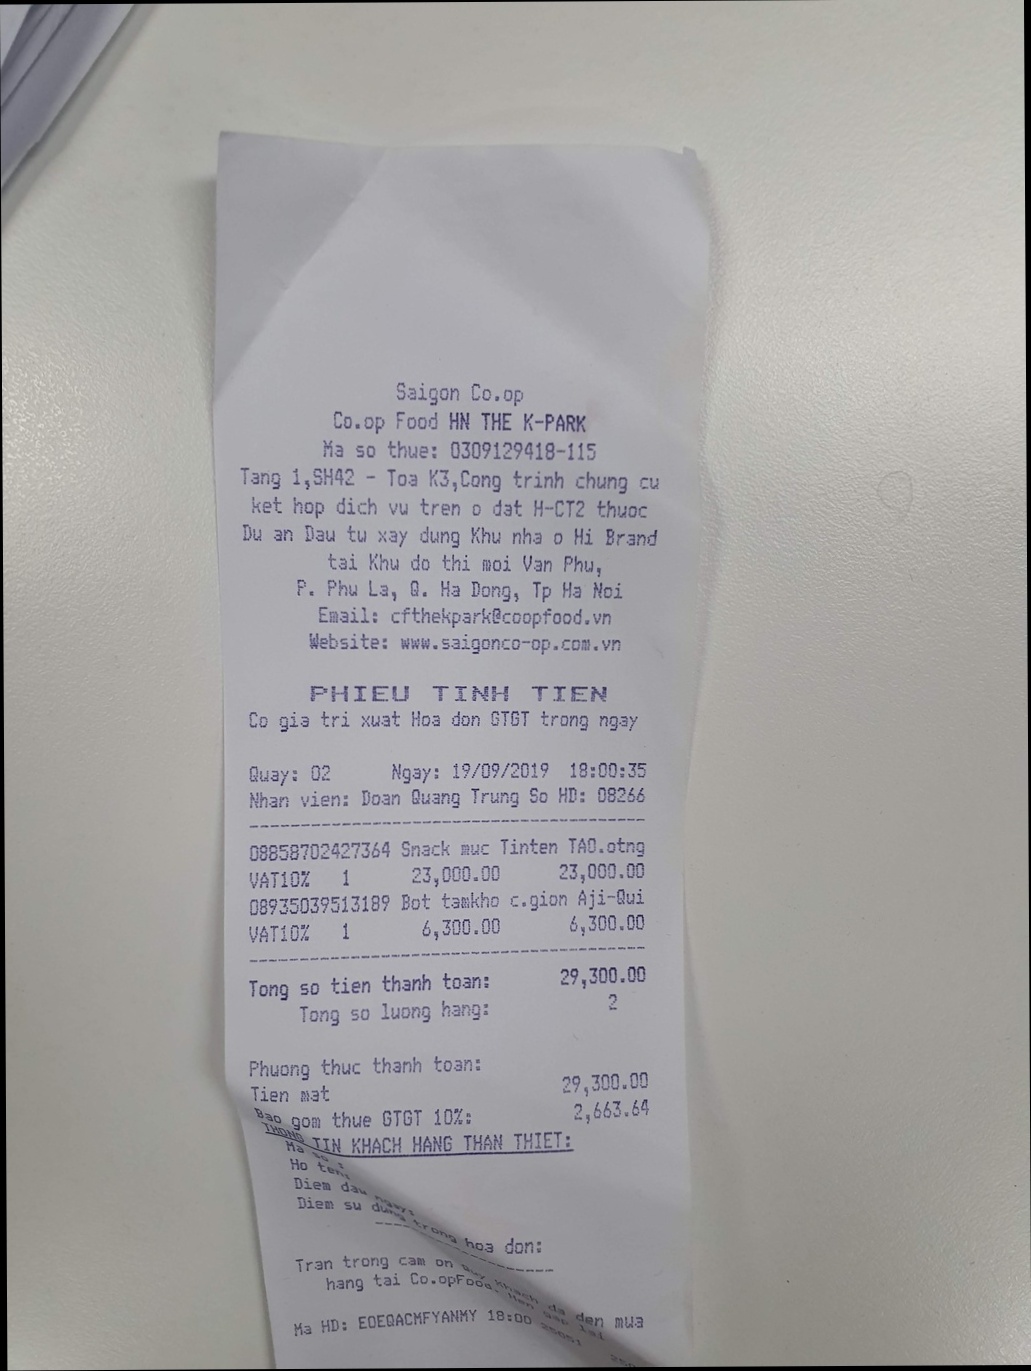 Saigon Co.op
Co.op Food HN THE K-PARK
Ma so thue: 0309129418-115
Tang 1,SH42 - Toa K3,Cong trinh chung cu
ket hop dich vu tren o dat H-CT2 thuoc
Du an Dau tu xay dung Khu nha o Hi Brand
tai Khu do thi moi Van Phu,
P. Phu La, Q. Ha Dong, Tp Ha Noi
Email: cfthekpark@coopfood.vn
Website: www.saigonco-op.com.vn
PHIEU TINH TIEN
Co gia tri xuat Hoa don GTGT trong ngay
Quay: 02 Ngay: 19/09/2019 18:00:35
Nhan vien: Doan Quang Trung So HD: 08266
08858702427364 Snack muc Tinten TAO.otng
VAT10% 1 23,000.00 23,000.00
08935039513189 Bot tamkho c.gion Aji-Qui
VAT10% 1 6,300.00 6,300.00
Tong so tien thanh toan: 29,300.00
Tong so luong hang: 2
Phuong thuc thanh toan:
Tien mat 29,300.00
Bao gom thue GTGT 10%: 2,663.64
THONG TIN KHACH HANG THAN THIET:
Ma so :
Ho ten:
Diem dau ngay:
Diem su dung trong hoa don:
Tran trong cam on Quy khach da den mua
hang tai Co.opFood. Hen gap lai
Ma HD: EOEQACMFYANMY 18:00